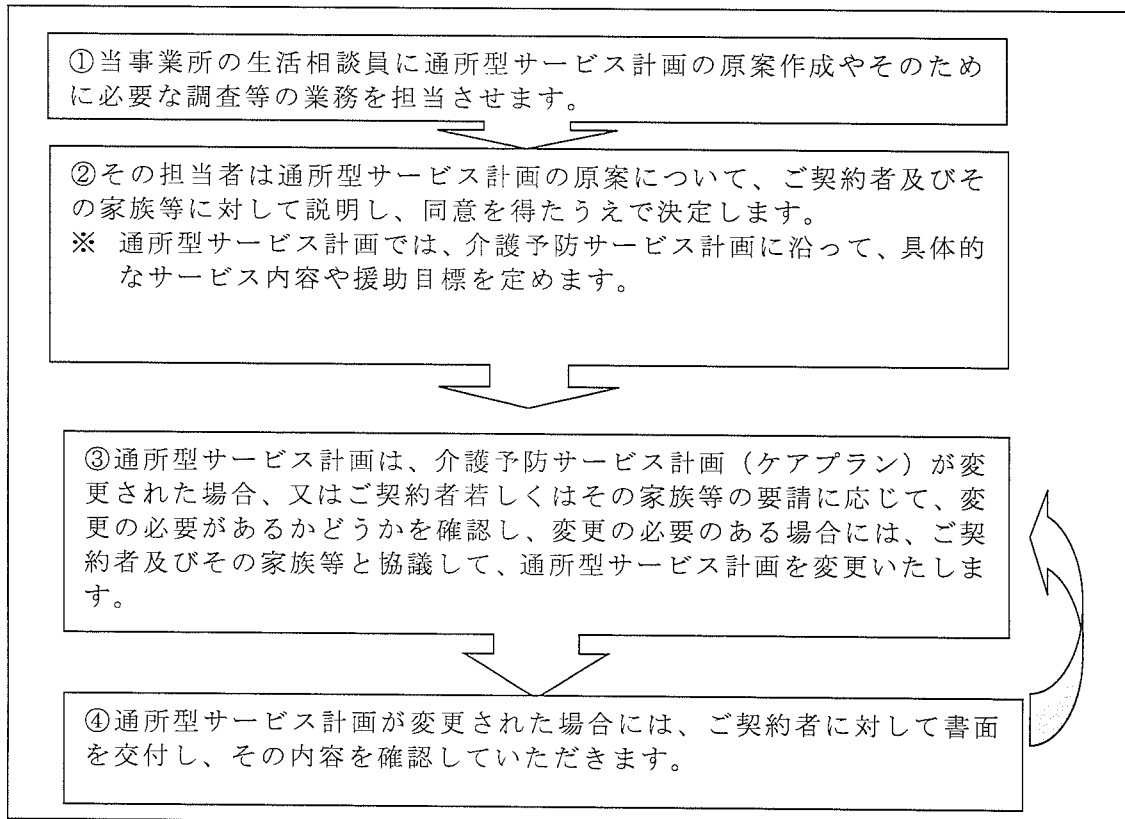 ①当事業所の生活相談員に通所型サービス計画の原案作成やそのため
に必要な調査等の業務を担当させます。
②その担当者は通所型サービス計画の原案について、ご契約者及びそ
の家族等に対して説明し、同意を得たうえで決定します。
※ 通所型サービス計画では、介護予防サービス計画に沿って、具体的
なサービス内容や援助目標を定めます。
③通所型サービス計画は、介護予防サービス計画（ケアプラン）が変
更された場合、又はご契約者若しくはその家族等の要請に応じて、変
更の必要があるかどうかを確認し、変更の必要のある場合には、ご契
約者及びその家族等と協議して、通所型サービス計画を変更いたしま
す。
④通所型サービス計画が変更された場合には、ご契約者に対して書面
を交付し、その内容を確認していただきます。